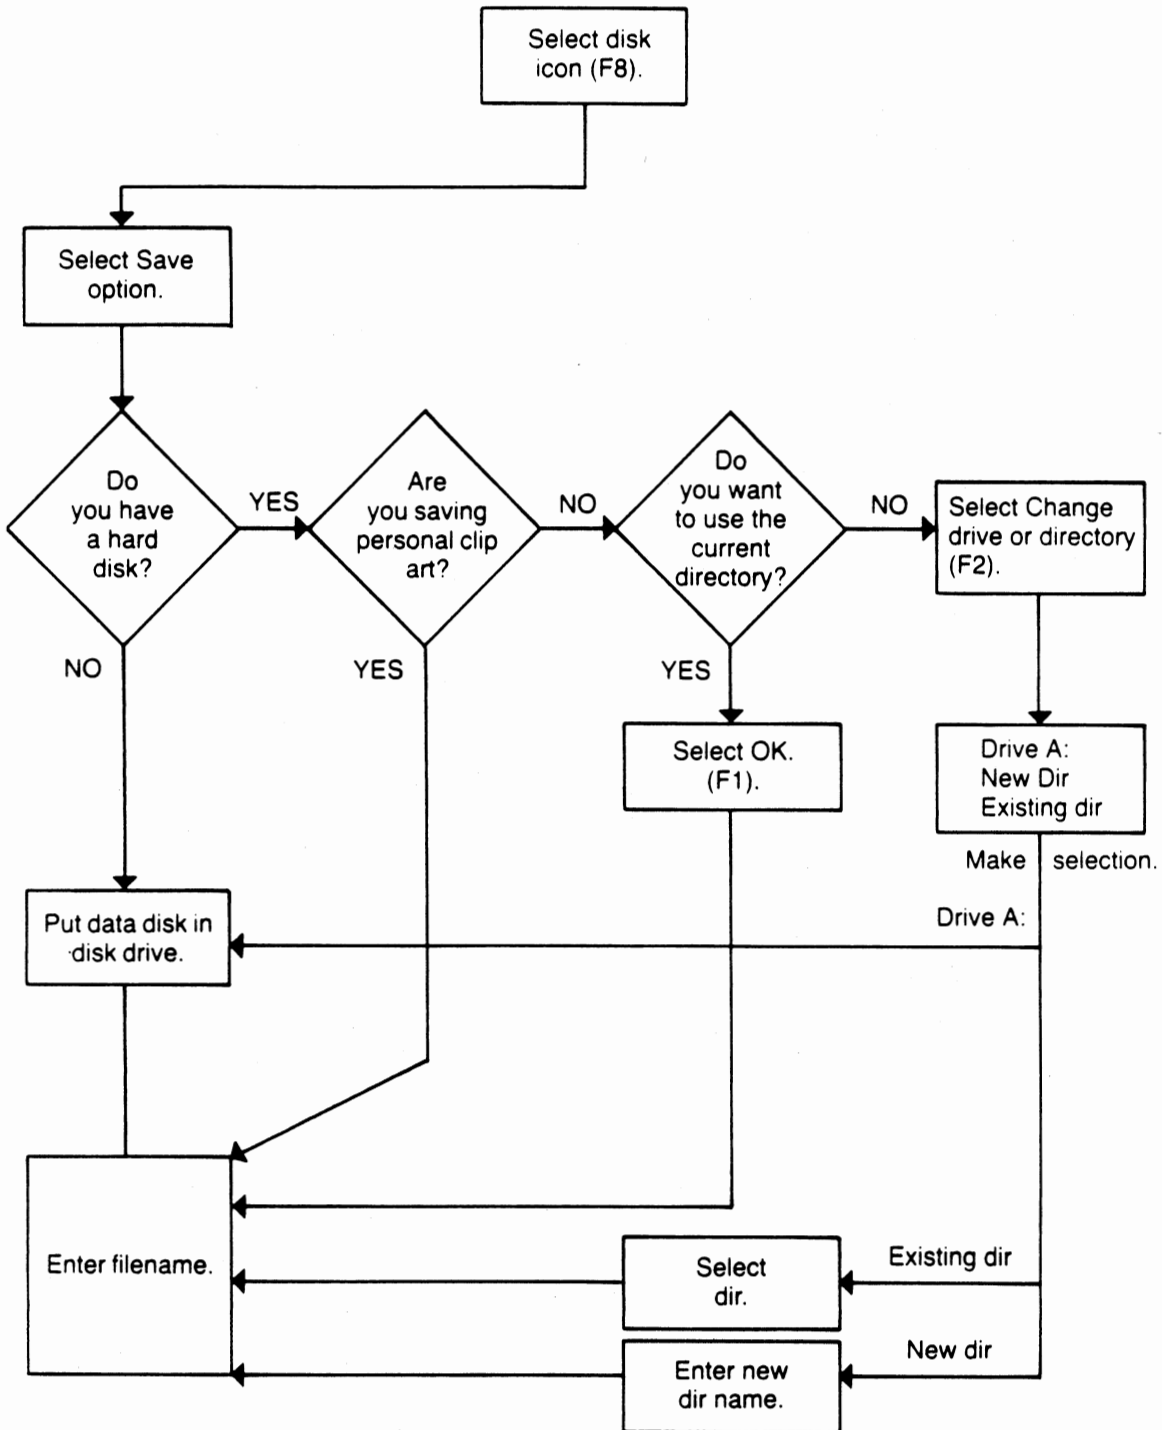 Select disk
icon (F8).
Select Save
option.
Do
you have
a hard
disk?
YES
Are
you saving
personal clip
art?
NO
Do
you want
to use the
current
directory?
NO
Select Change
drive or directory
(F2).
NO
YES
YES
Select OK.
(F1).
Drive A:
New Dir
Existing dir
Make selection.
Put data disk in
disk drive.
Drive A:
Enter filename.
Select
dir.
Existing dir
Enter new
dir name.
New dir